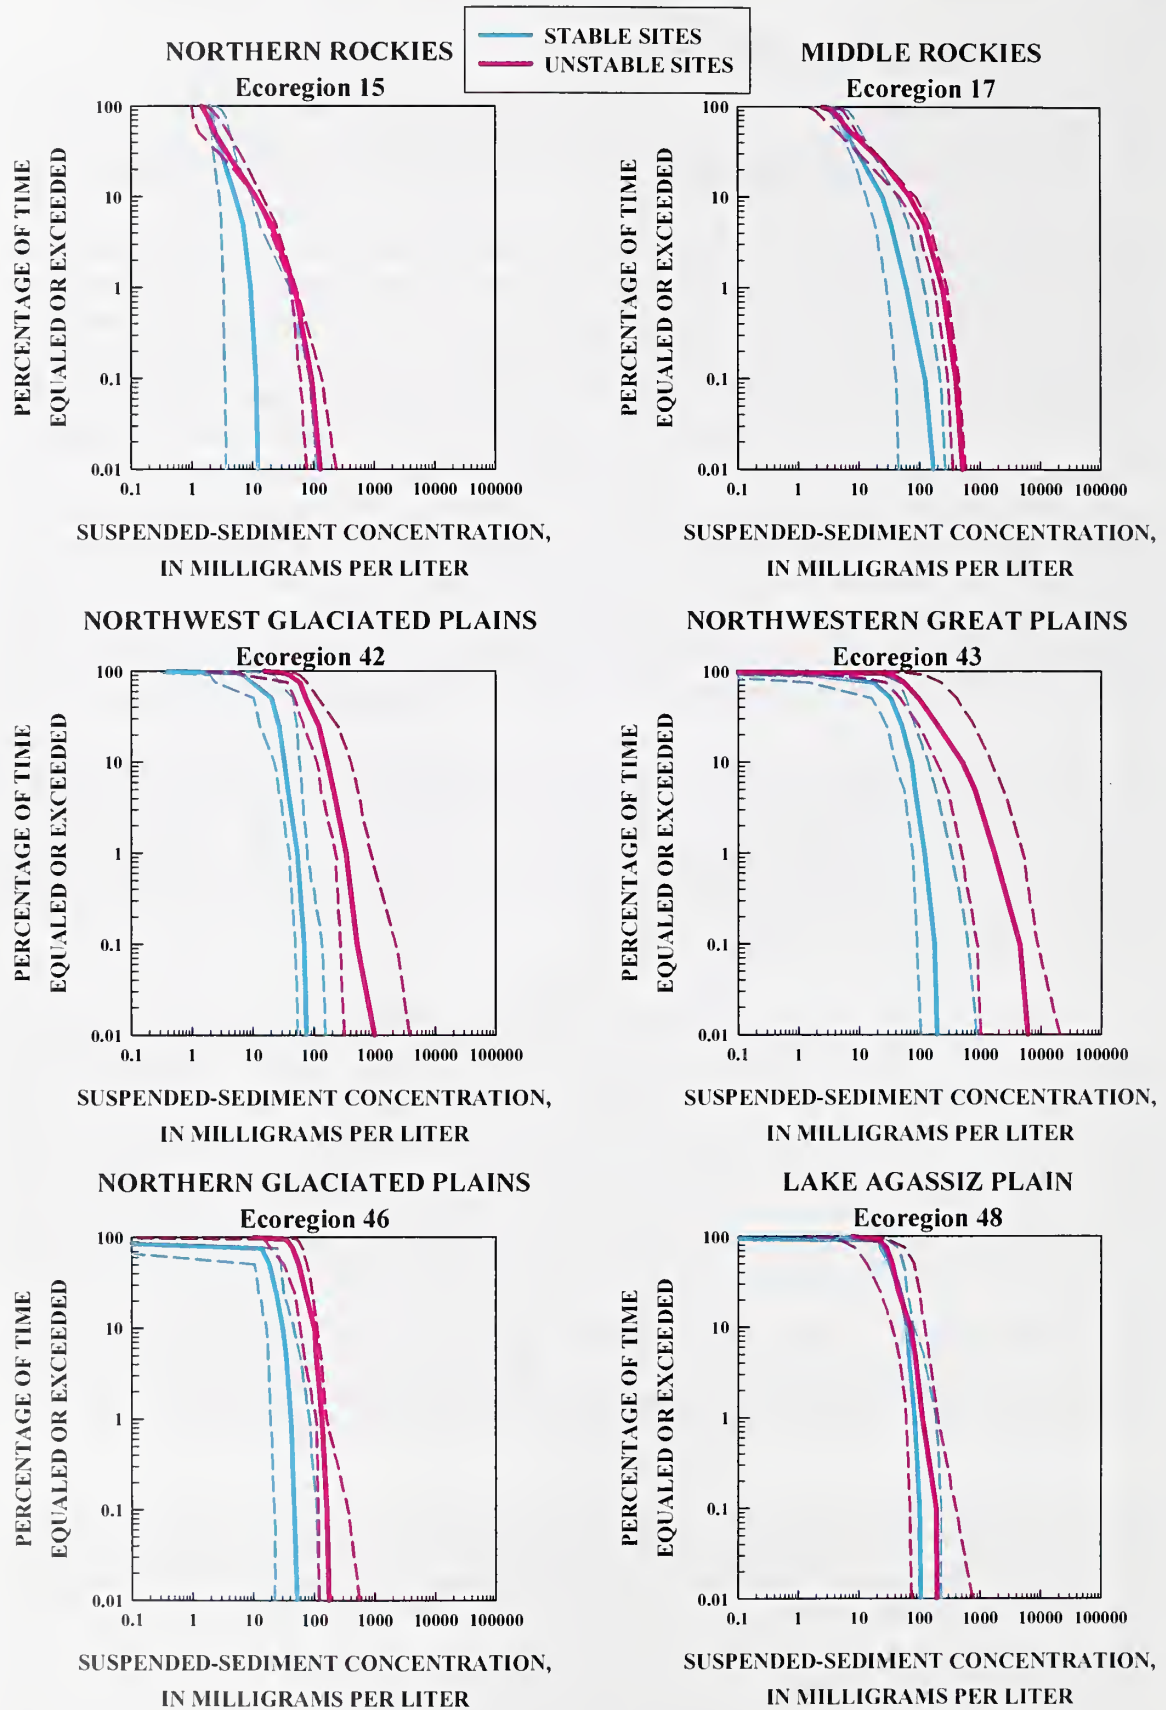 STABLE SITES
UNSTABLE SITES
NORTHERN ROCKIES
Ecoregion 15
PERCENTAGE OF TIME
EQUALED OR EXCEEDED
100
10
1
0.1
0.01
0.1 1 10 100 1000 10000 100000
SUSPENDED-SEDIMENT CONCENTRATION,
IN MILLIGRAMS PER LITER
MIDDLE ROCKIES
Ecoregion 17
PERCENTAGE OF TIME
EQUALED OR EXCEEDED
100
10
1
0.1
0.01
0.1 1 10 100 1000 10000 100000
SUSPENDED-SEDIMENT CONCENTRATION,
IN MILLIGRAMS PER LITER
NORTHWEST GLACIATED PLAINS
Ecoregion 42
PERCENTAGE OF TIME
EQUALED OR EXCEEDED
100
10
1
0.1
0.01
0.1 1 10 100 1000 10000 100000
SUSPENDED-SEDIMENT CONCENTRATION,
IN MILLIGRAMS PER LITER
NORTHWESTERN GREAT PLAINS
Ecoregion 43
PERCENTAGE OF TIME
EQUALED OR EXCEEDED
100
10
1
0.1
0.01
0.1 1 10 100 1000 10000 100000
SUSPENDED-SEDIMENT CONCENTRATION,
IN MILLIGRAMS PER LITER
NORTHERN GLACIATED PLAINS
Ecoregion 46
PERCENTAGE OF TIME
EQUALED OR EXCEEDED
100
10
1
0.1
0.01
0.1 1 10 100 1000 10000 100000
SUSPENDED-SEDIMENT CONCENTRATION,
IN MILLIGRAMS PER LITER
LAKE AGASSIZ PLAIN
Ecoregion 48
PERCENTAGE OF TIME
EQUALED OR EXCEEDED
100
10
1
0.1
0.01
0.1 1 10 100 1000 10000 100000
SUSPENDED-SEDIMENT CONCENTRATION,
IN MILLIGRAMS PER LITER